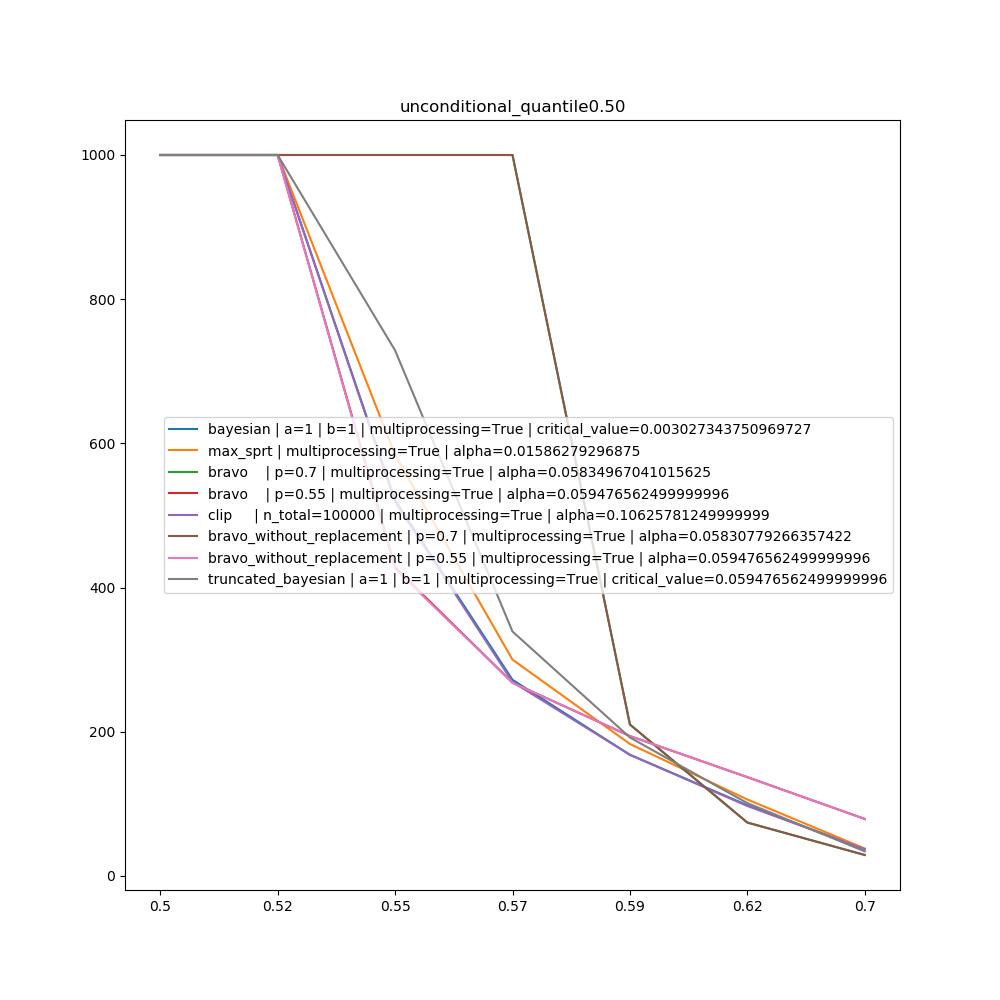 unconditional_quantile0.50
1000
800
600
400
200
0
bayesian | a=1 | b=1 | multiprocessing=True | critical_value=0.003027343750969727
max_sprt | multiprocessing=True | alpha=0.01586279296875
bravo    | p=0.7 | multiprocessing=True | alpha=0.05834967041015625
bravo    | p=0.55 | multiprocessing=True | alpha=0.059476562499999996
clip     | n_total=100000 | multiprocessing=True | alpha=0.10625781249999999
bravo_without_replacement | p=0.7 | multiprocessing=True | alpha=0.05830779266357422
bravo_without_replacement | p=0.55 | multiprocessing=True | alpha=0.059476562499999996
truncated_bayesian | a=1 | b=1 | multiprocessing=True | critical_value=0.059476562499999996
0.5 0.52 0.55 0.57 0.59 0.62 0.7